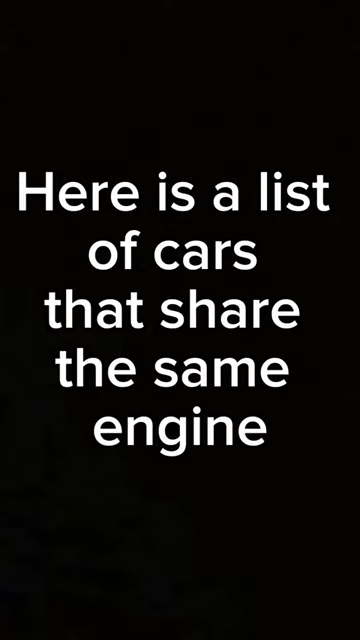 Here is a list
of cars
that share
the same
engine